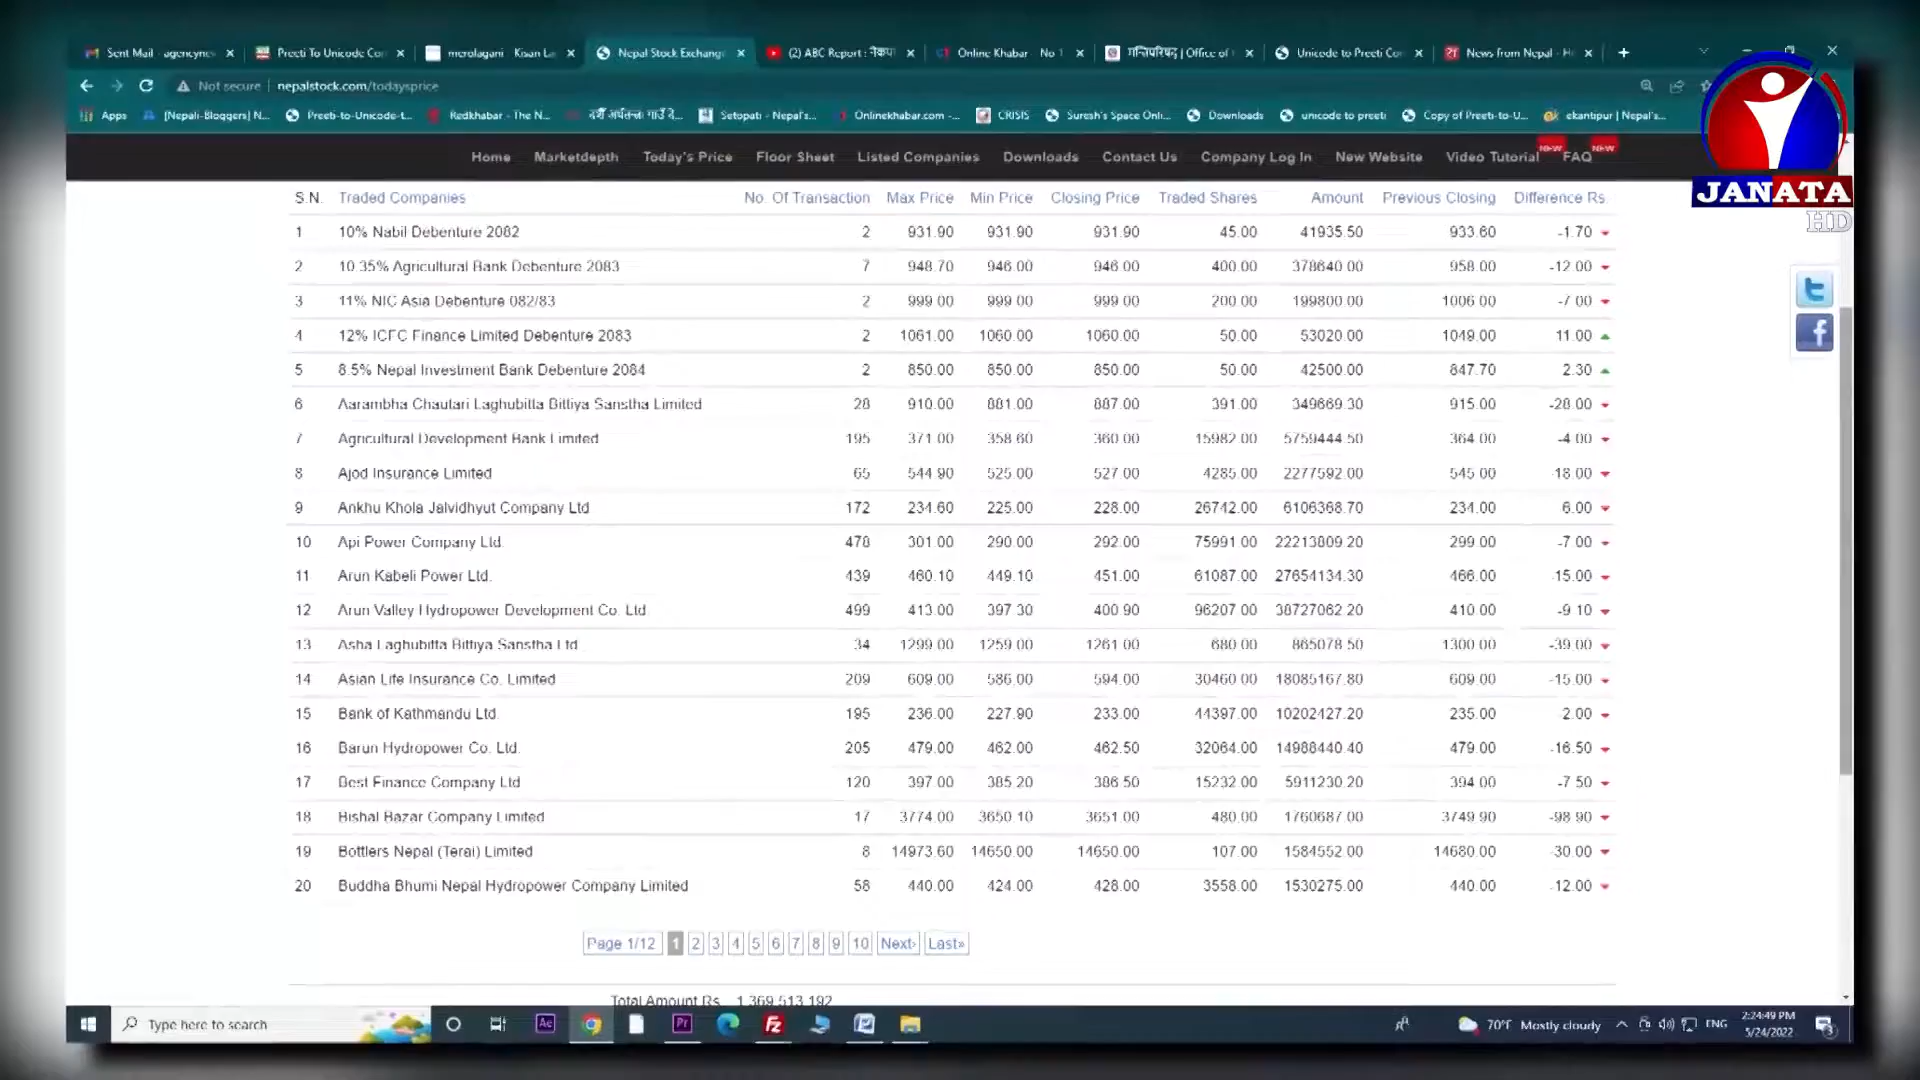 Sent Mail - agencyne
Preeti To Unicode Con
merolagani - Kisan La
Nepal Stock Exchang
(2) ABC Report : नेकपा
Online Khabar - No 1
मन्त्रिपरिषद् | Office of t
Unicode to Preeti Con
News from Nepal - H
Not secure | nepalstock.com/todaysprice
Apps
[Nepali-Bloggers] N...
Preeti-to-Unicode-t...
Redkhabar - The N...
Setopati - Nepal's...
Onlinekhabar.com -...
CRISIS
Suresh's Space Onli...
Downloads
unicode to preeti
Copy of Preeti-to-U...
ekantipur | Nepal's...
JANATA
HD
Home Marketdepth Today's Price Floor Sheet Listed Companies Downloads Contact Us Company Log In New Website Video Tutorial NEW FAQ NEW
S.N. Traded Companies No. Of Transaction Max Price Min Price Closing Price Traded Shares Amount Previous Closing Difference Rs.
1 10% Nabil Debenture 2082 2 931.90 931.90 931.90 45.00 41935.50 933.60 -1.70
2 10.35% Agricultural Bank Debenture 2083 7 948.70 946.00 946.00 400.00 378640.00 958.00 -12.00
3 11% NIC Asia Debenture 082/83 2 999.00 999.00 999.00 200.00 199800.00 1006.00 -7.00
4 12% ICFC Finance Limited Debenture 2083 2 1061.00 1060.00 1060.00 50.00 53020.00 1049.00 11.00
5 8.5% Nepal Investment Bank Debenture 2084 2 850.00 850.00 850.00 50.00 42500.00 847.70 2.30
6 Aarambha Chautari Laghubitta Bittiya Sanstha Limited 28 910.00 881.00 887.00 391.00 349669.30 915.00 -28.00
7 Agricultural Development Bank Limited 195 371.00 358.60 360.00 15982.00 5759444.50 364.00 -4.00
8 Ajod Insurance Limited 65 544.90 525.00 527.00 4285.00 2277592.00 545.00 -18.00
9 Ankhu Khola Jalvidhyut Company Ltd 172 234.60 225.00 228.00 26742.00 6106368.70 234.00 -6.00
10 Api Power Company Ltd. 478 301.00 290.00 292.00 75991.00 22213809.20 299.00 -7.00
11 Arun Kabeli Power Ltd. 439 460.10 449.10 451.00 61087.00 27654134.30 466.00 -15.00
12 Arun Valley Hydropower Development Co. Ltd. 499 413.00 397.30 400.90 96207.00 38727062.20 410.00 -9.10
13 Asha Laghubitta Bittiya Sanstha Ltd 34 1299.00 1259.00 1261.00 680.00 865078.50 1300.00 -39.00
14 Asian Life Insurance Co. Limited 209 609.00 586.00 594.00 30460.00 18085167.80 609.00 -15.00
15 Bank of Kathmandu Ltd. 195 236.00 227.90 233.00 44397.00 10202427.20 235.00 -2.00
16 Barun Hydropower Co. Ltd. 205 479.00 462.00 462.50 32064.00 14988440.40 479.00 -16.50
17 Best Finance Company Ltd. 120 397.00 385.20 386.50 15232.00 5911230.20 394.00 -7.50
18 Bishal Bazar Company Limited 17 3774.00 3650.10 3651.00 480.00 1760687.00 3749.90 -98.90
19 Bottlers Nepal (Terai) Limited 8 14973.60 14650.00 14650.00 107.00 1584552.00 14680.00 -30.00
20 Buddha Bhumi Nepal Hydropower Company Limited 58 440.00 424.00 428.00 3558.00 1530275.00 440.00 -12.00
Page 1/12 1 2 3 4 5 6 7 8 9 10 Next› Last»
Total Amount Rs. 1,369,513,192
Type here to search
70°F Mostly cloudy
ENG
2:24:49 PM
5/24/2022